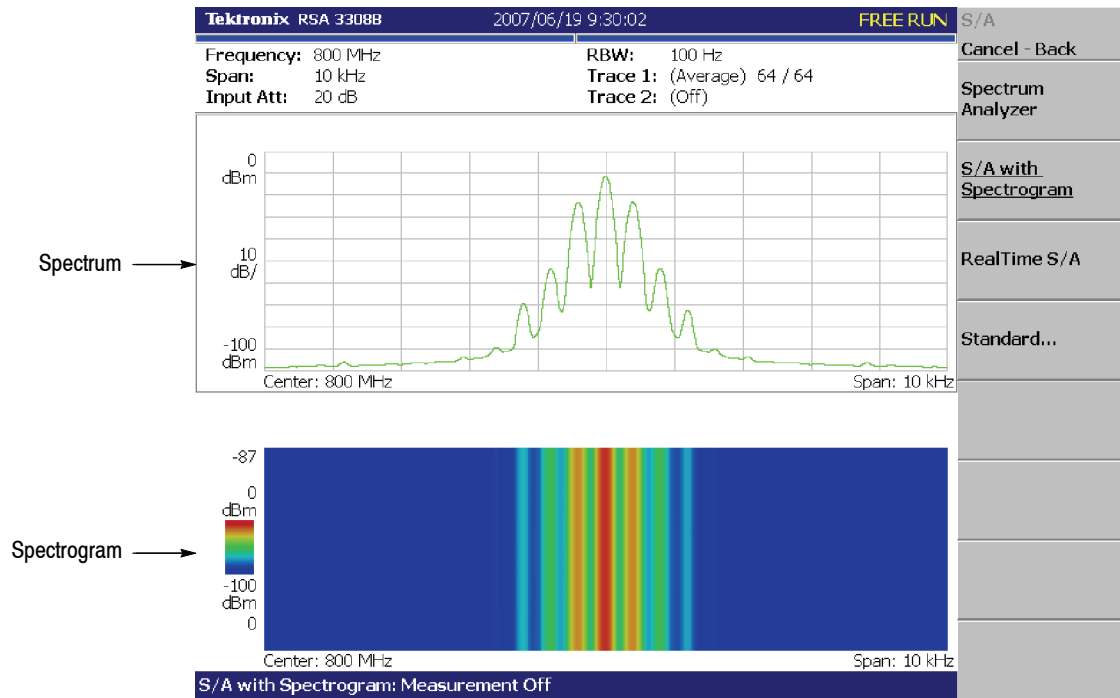 Tektronix RSA 3308B 2007/06/19 9:30:02 FREE RUN
Frequency: 800 MHz RBW: 100 Hz
Span: 10 kHz Trace 1: (Average) 64 / 64
Input Att: 20 dB Trace 2: (Off)
S/A
Cancel - Back
Spectrum
Analyzer
S/A with
Spectrogram
RealTime S/A
Standard...
Spectrum
0
dBm
10
dB/
-100
dBm
Center: 800 MHz Span: 10 kHz
Spectrogram
-87
0
dBm
-100
dBm
0
Center: 800 MHz Span: 10 kHz
S/A with Spectrogram: Measurement Off